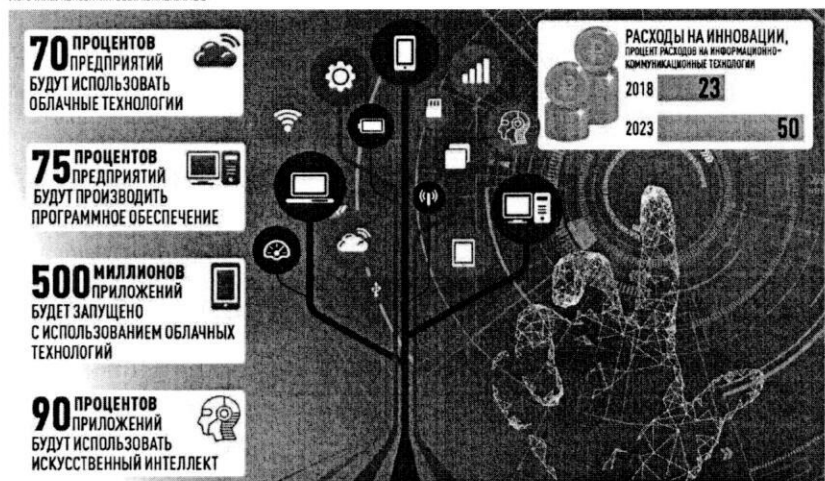 70 ПРОЦЕНТОВ
ПРЕДПРИЯТИЙ
БУДУТ ИСПОЛЬЗОВАТЬ
ОБЛАЧНЫЕ ТЕХНОЛОГИИ
75 ПРОЦЕНТОВ
ПРЕДПРИЯТИЙ
БУДУТ ПРОИЗВОДИТЬ
ПРОГРАММНОЕ ОБЕСПЕЧЕНИЕ
500 МИЛЛИОНОВ
ПРИЛОЖЕНИЙ
БУДЕТ ЗАПУЩЕНО
С ИСПОЛЬЗОВАНИЕМ ОБЛАЧНЫХ
ТЕХНОЛОГИЙ
90 ПРОЦЕНТОВ
ПРИЛОЖЕНИЙ
БУДУТ ИСПОЛЬЗОВАТЬ
ИСКУССТВЕННЫЙ ИНТЕЛЛЕКТ
РАСХОДЫ НА ИННОВАЦИИ,
ПРОЦЕНТ РАСХОДОВ НА ИНФОРМАЦИОННО-
КОММУНИКАЦИОННЫЕ ТЕХНОЛОГИИ
2018 23
2023 50